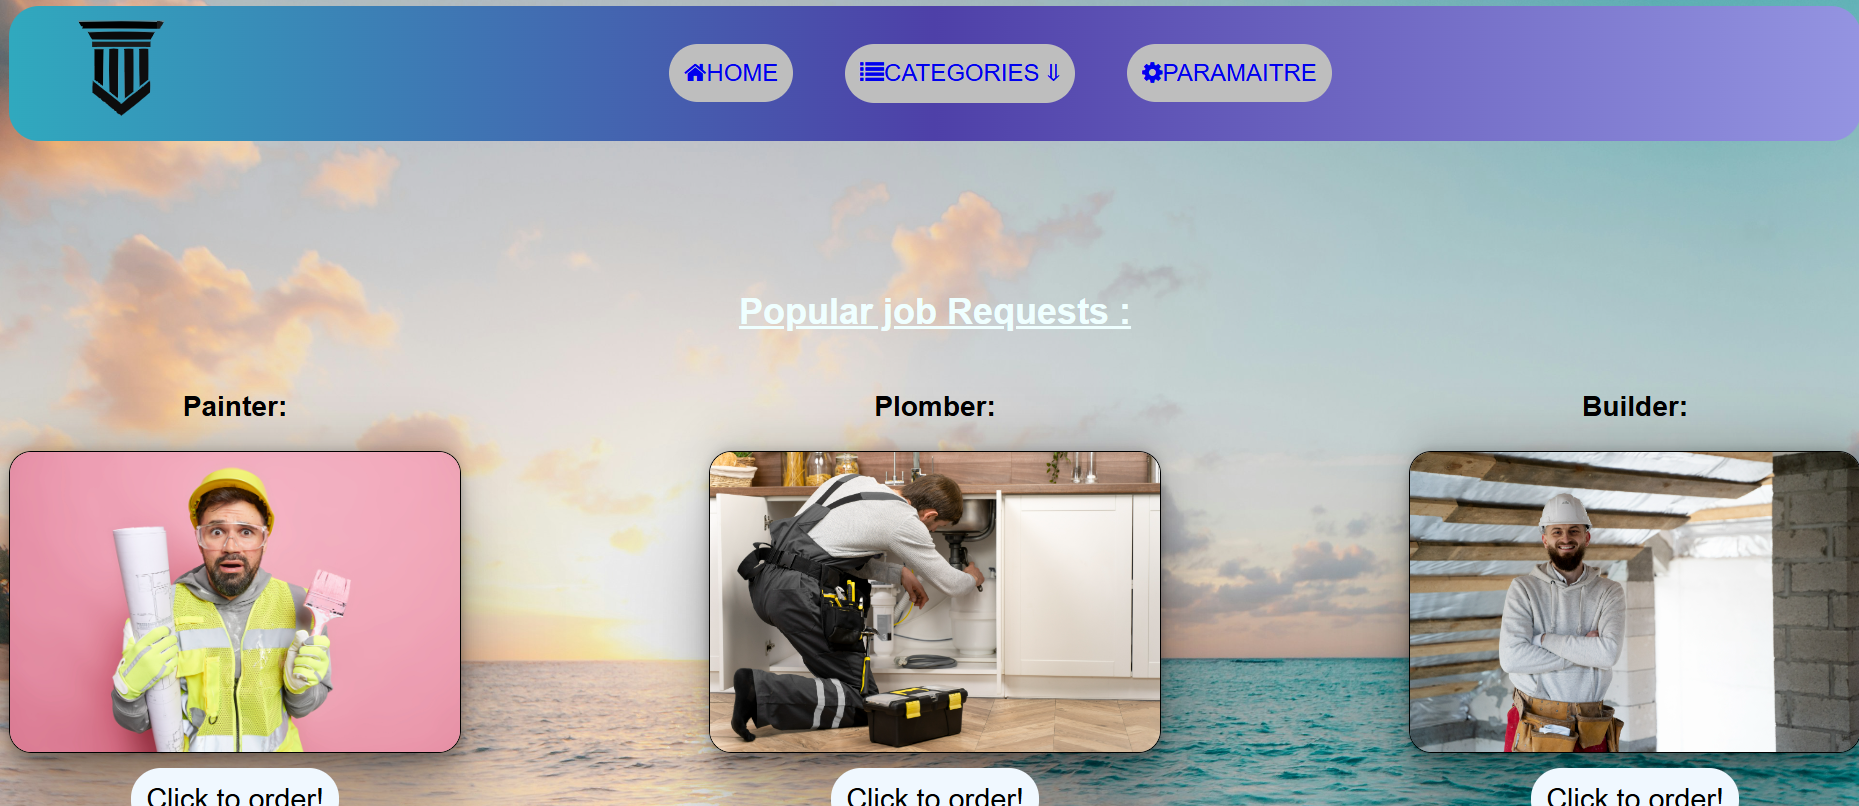 HOME CATEGORIES ⇓ PARAMAITRE
Popular job Requests :
Painter: Plomber: Builder:
Click to order! Click to order! Click to order!